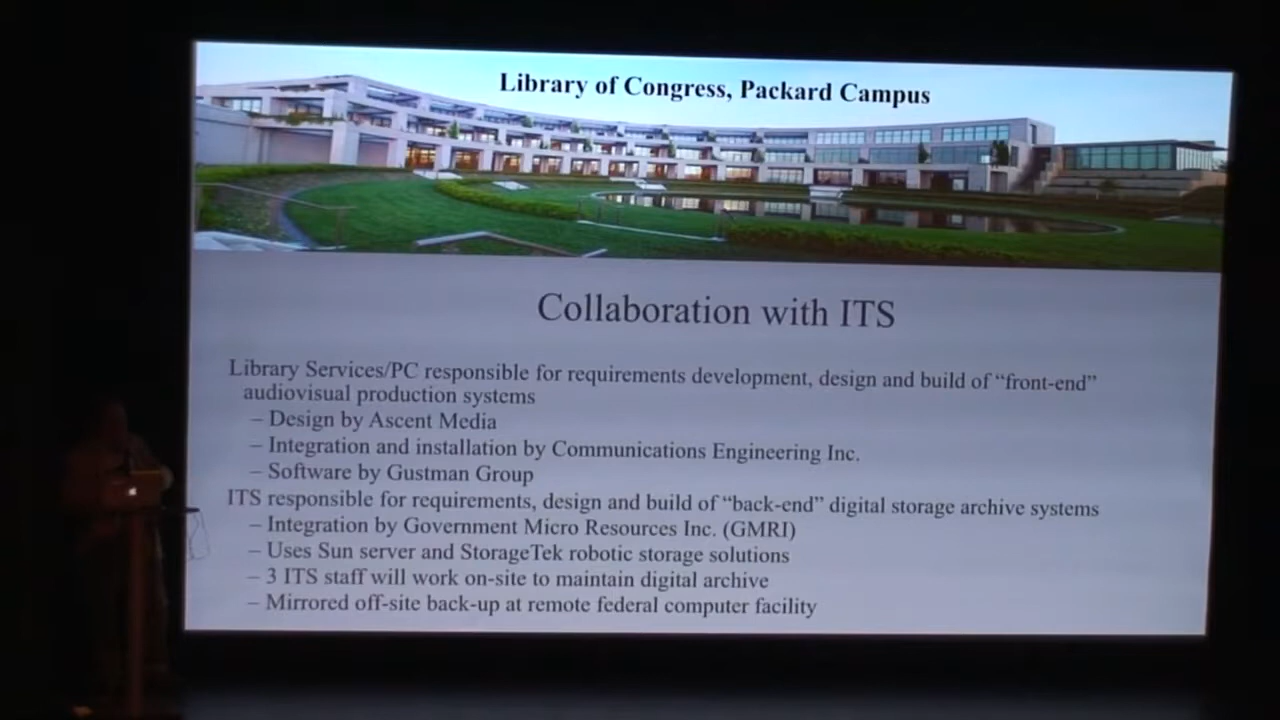 Library of Congress, Packard Campus
Collaboration with ITS
Library Services/PC responsible for requirements development, design and build of “front-end”
audiovisual production systems
– Design by Ascent Media
– Integration and installation by Communications Engineering Inc.
– Software by Gustman Group
ITS responsible for requirements, design and build of “back-end” digital storage archive systems
– Integration by Government Micro Resources Inc. (GMRI)
– Uses Sun server and StorageTek robotic storage solutions
– 3 ITS staff will work on-site to maintain digital archive
– Mirrored off-site back-up at remote federal computer facility